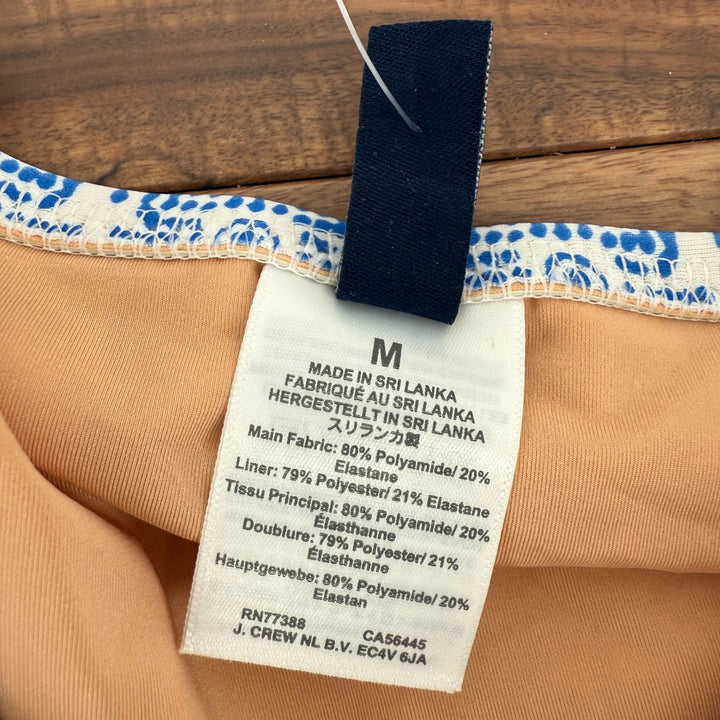 M
MADE IN SRI LANKA
FABRIQUÉ AU SRI LANKA
HERGESTELLT IN SRI LANKA
スリランカ製
Main Fabric: 80% Polyamide/ 20%
Elastane
Liner: 79% Polyester/ 21% Elastane
Tissu Principal: 80% Polyamide/ 20%
Élasthanne
Doublure: 79% Polyester/ 21%
Élasthanne
Hauptgewebe: 80% Polyamide/ 20%
Elastan
RN77388 CA56445
J. CREW NL B.V. EC4V 6JA